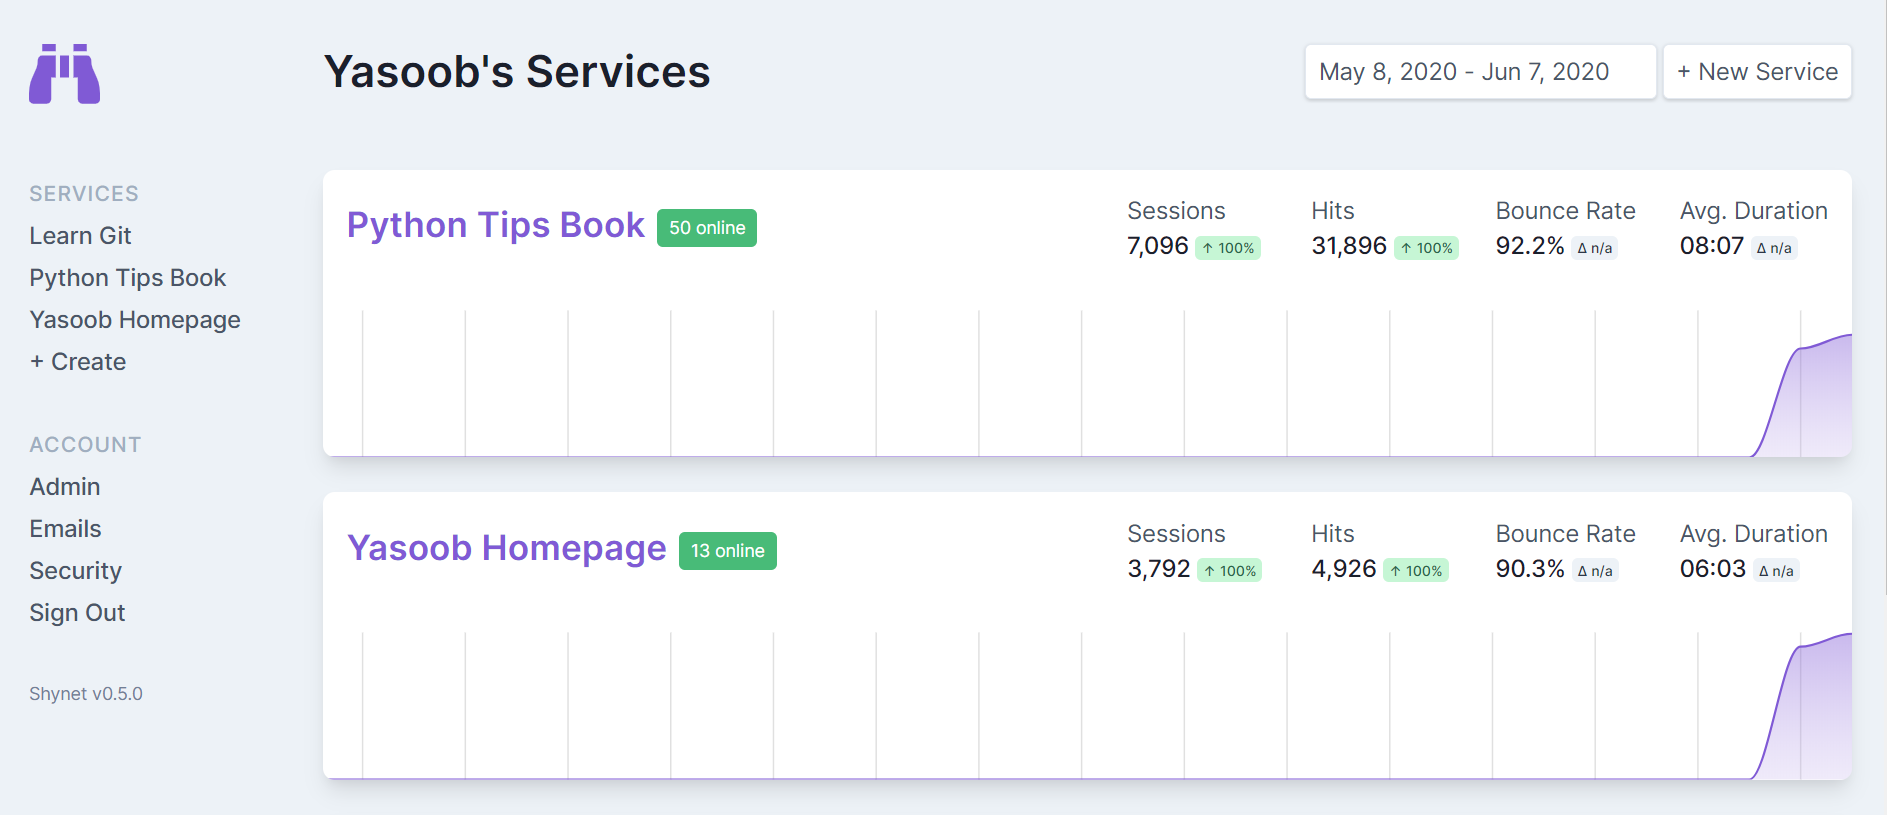 Yasoob's Services
May 8, 2020 - Jun 7, 2020
+ New Service
SERVICES
Learn Git
Python Tips Book
Yasoob Homepage
+ Create
ACCOUNT
Admin
Emails
Security
Sign Out
Shynet v0.5.0
Python Tips Book 50 online
Sessions
7,096 ↑ 100%
Hits
31,896 ↑ 100%
Bounce Rate
92.2% Δ n/a
Avg. Duration
08:07 Δ n/a
Yasoob Homepage 13 online
Sessions
3,792 ↑ 100%
Hits
4,926 ↑ 100%
Bounce Rate
90.3% Δ n/a
Avg. Duration
06:03 Δ n/a